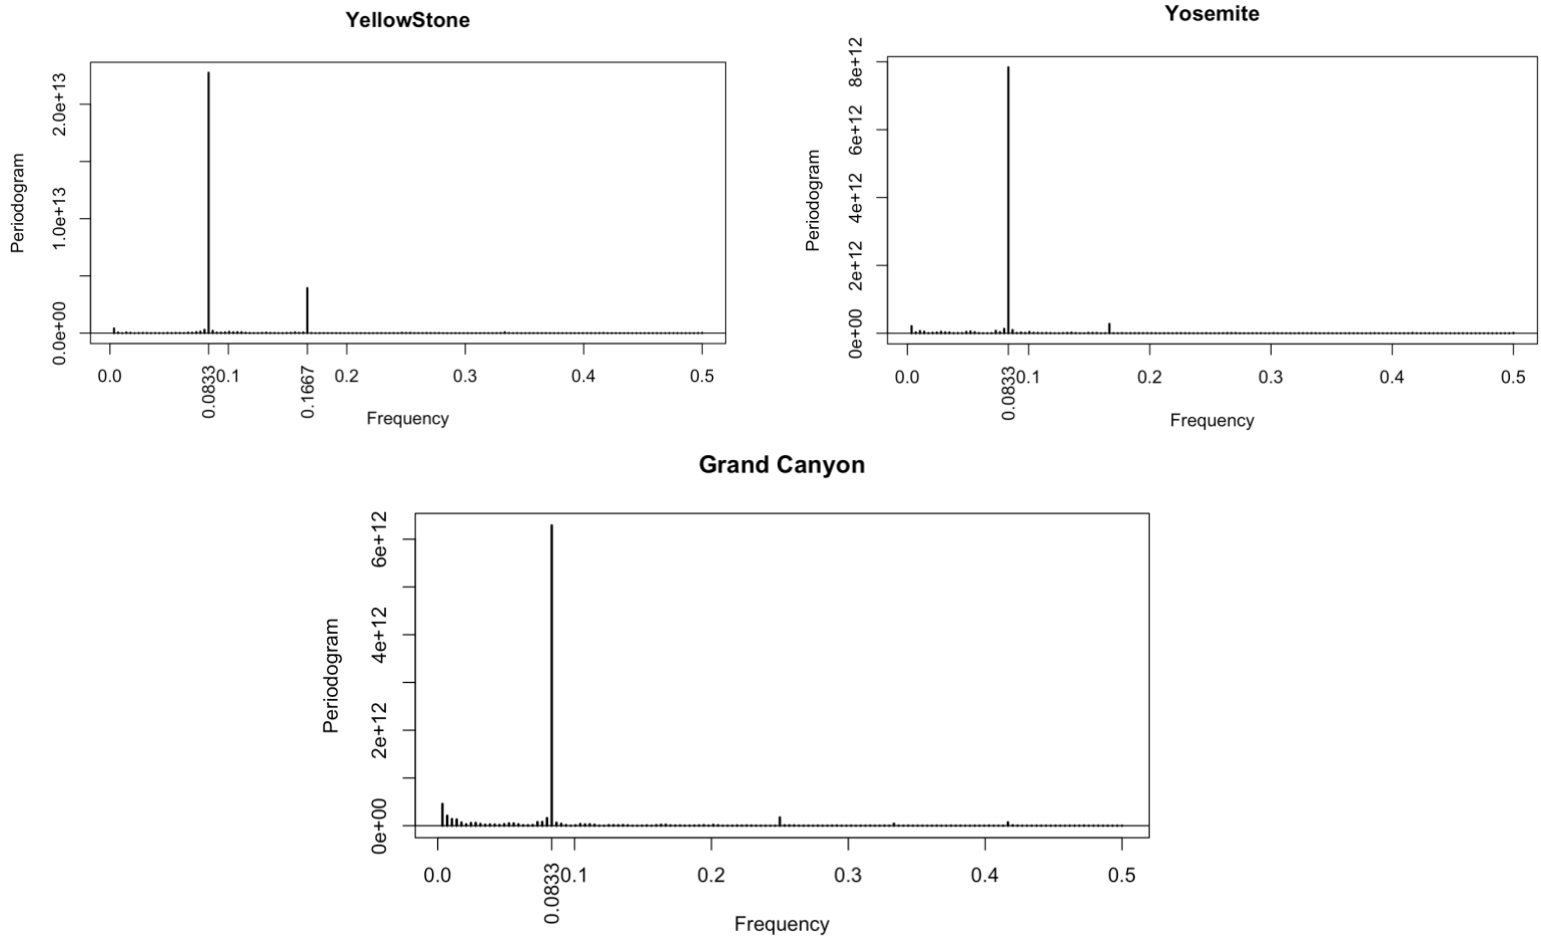 YellowStone
Periodogram
0.0e+00 1.0e+13 2.0e+13
0.0 0.0833 0.1 0.1667 0.2 0.3 0.4 0.5
Frequency
Yosemite
Periodogram
0e+00 2e+12 4e+12 6e+12 8e+12
0.0 0.0833 0.1 0.2 0.3 0.4 0.5
Frequency
Grand Canyon
Periodogram
0e+00 2e+12 4e+12 6e+12
0.0 0.0833 0.1 0.2 0.3 0.4 0.5
Frequency